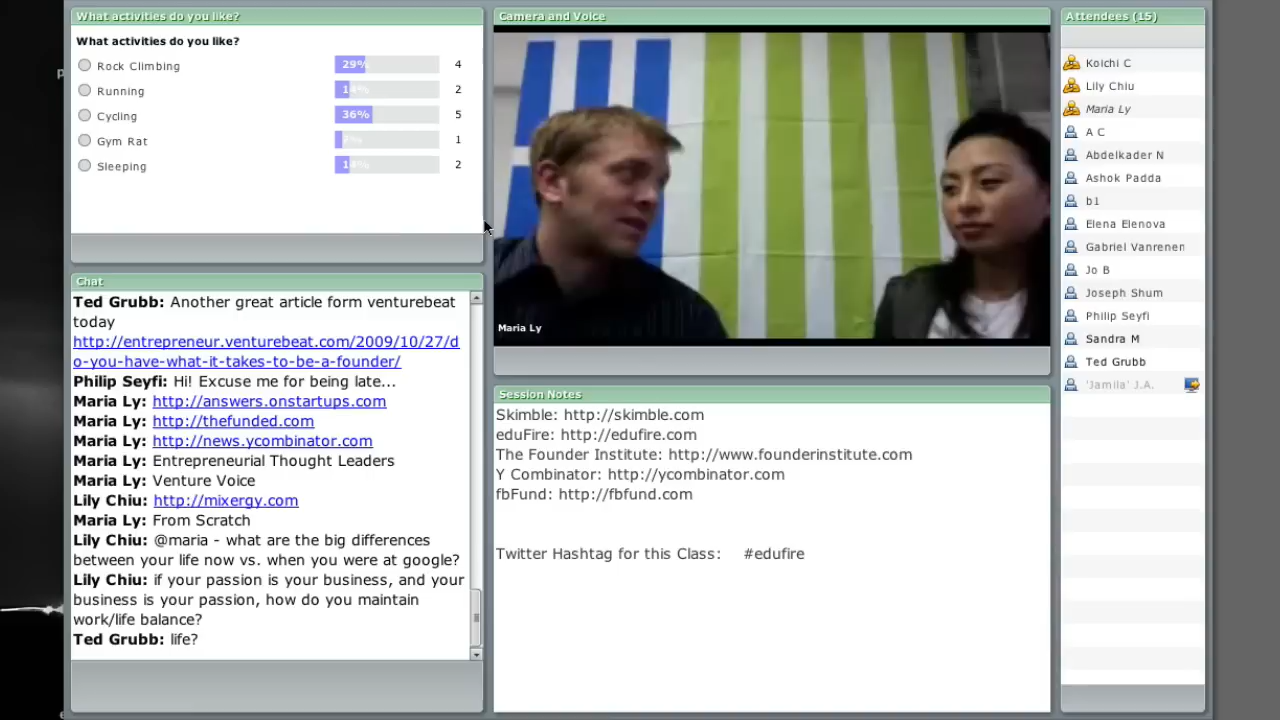 What activities do you like?
What activities do you like?
Rock Climbing 29% 4
Running 14% 2
Cycling 36% 5
Gym Rat 7% 1
Sleeping 14% 2
Chat
Ted Grubb: Another great article form venturebeat
today
http://entrepreneur.venturebeat.com/2009/10/27/d
o-you-have-what-it-takes-to-be-a-founder/
Philip Seyfi: Hi! Excuse me for being late...
Maria Ly: http://answers.onstartups.com
Maria Ly: http://thefunded.com
Maria Ly: http://news.ycombinator.com
Maria Ly: Entrepreneurial Thought Leaders
Maria Ly: Venture Voice
Lily Chiu: http://mixergy.com
Maria Ly: From Scratch
Lily Chiu: @maria - what are the big differences
between your life now vs. when you were at google?
Lily Chiu: if your passion is your business, and your
business is your passion, how do you maintain
work/life balance?
Ted Grubb: life?
Camera and Voice
Maria Ly
Session Notes
Skimble: http://skimble.com
eduFire: http://edufire.com
The Founder Institute: http://www.founderinstitute.com
Y Combinator: http://ycombinator.com
fbFund: http://fbfund.com
Twitter Hashtag for this Class: #edufire
Attendees (15)
Koichi C
Lily Chiu
Maria Ly
A C
Abdelkader N
Ashok Padda
b1
Elena Elenova
Gabriel Vanrenen
Jo B
Joseph Shum
Philip Seyfi
Sandra M
Ted Grubb
'Jamila' J.A.